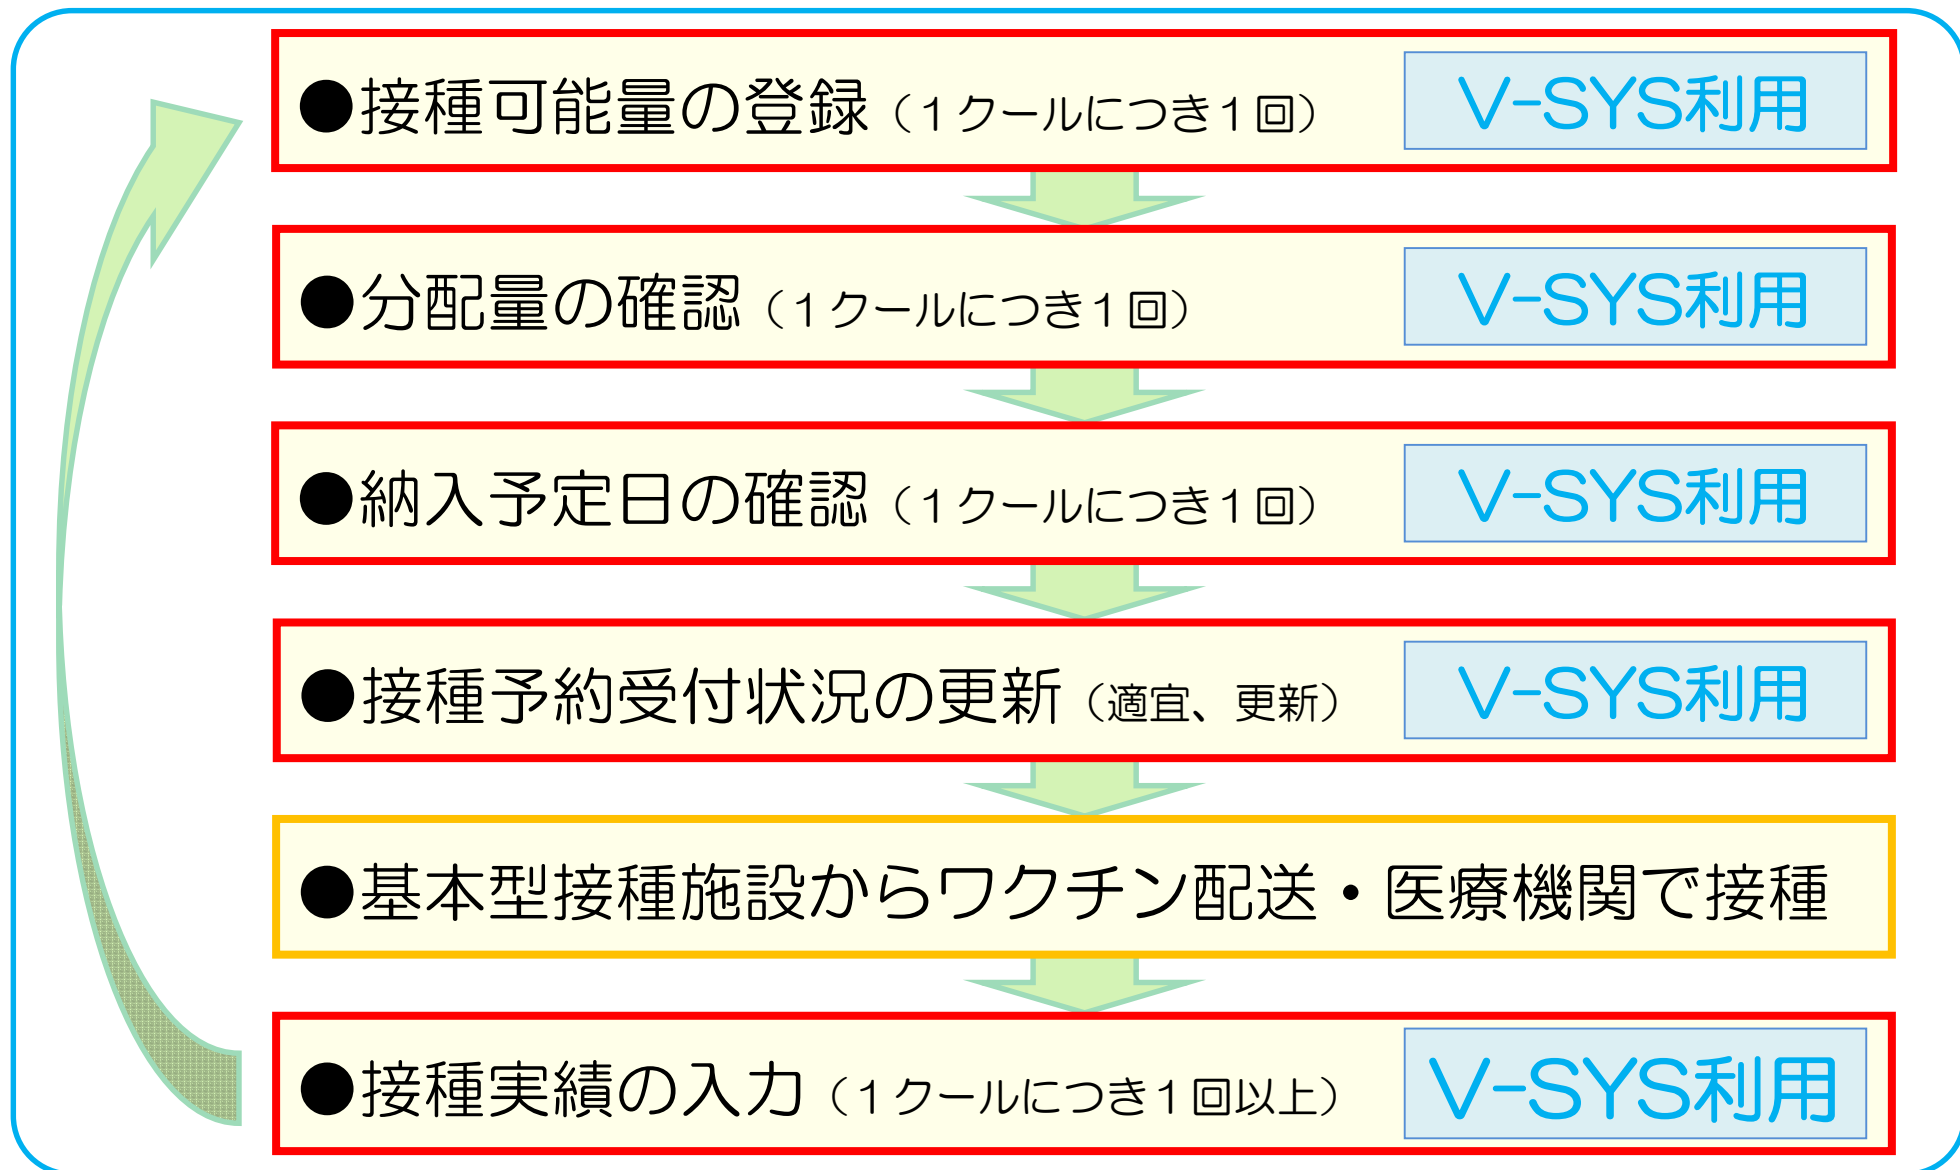 ●接種可能量の登録（1クールにつき1回） V-SYS利用
●分配量の確認（1クールにつき1回） V-SYS利用
●納入予定日の確認（1クールにつき1回） V-SYS利用
●接種予約受付状況の更新（適宜、更新） V-SYS利用
●基本型接種施設からワクチン配送・医療機関で接種
●接種実績の入力（1クールにつき1回以上） V-SYS利用